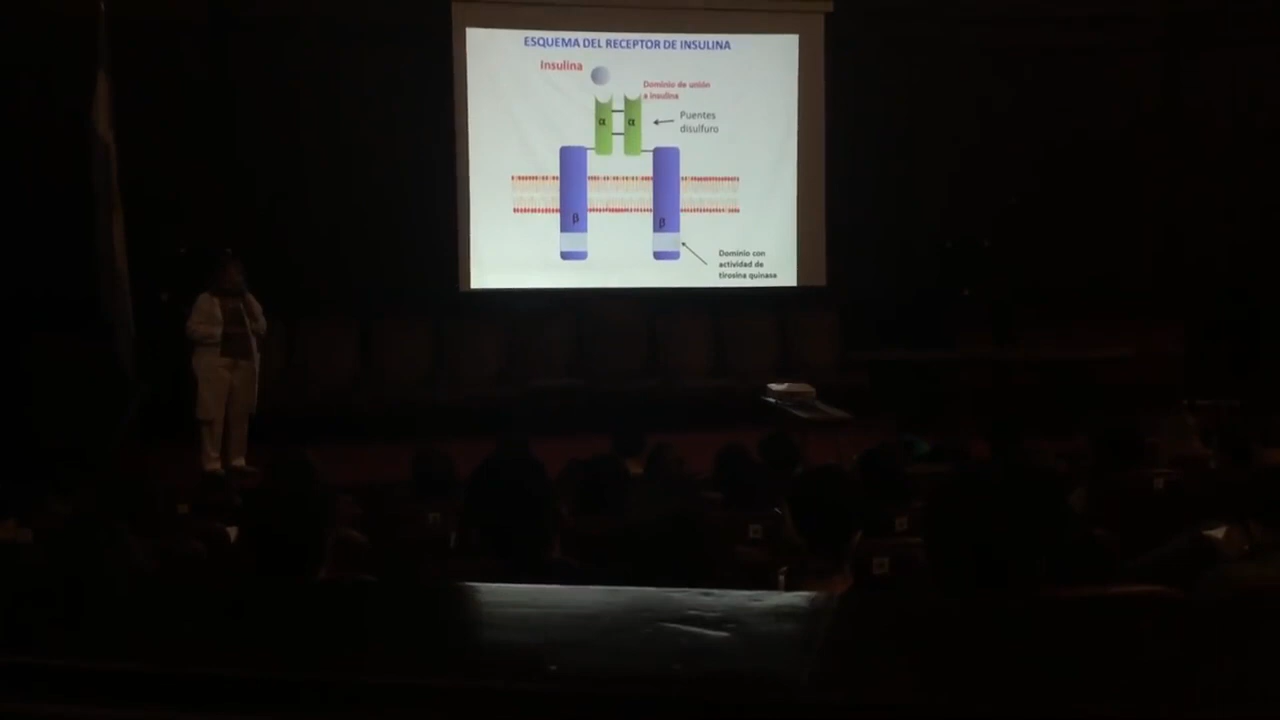 ESQUEMA DEL RECEPTOR DE INSULINA
Insulina
Dominio de unión
a insulina
α
α
Puentes
disulfuro
β
β
Dominio con
actividad de
tirosina quinasa